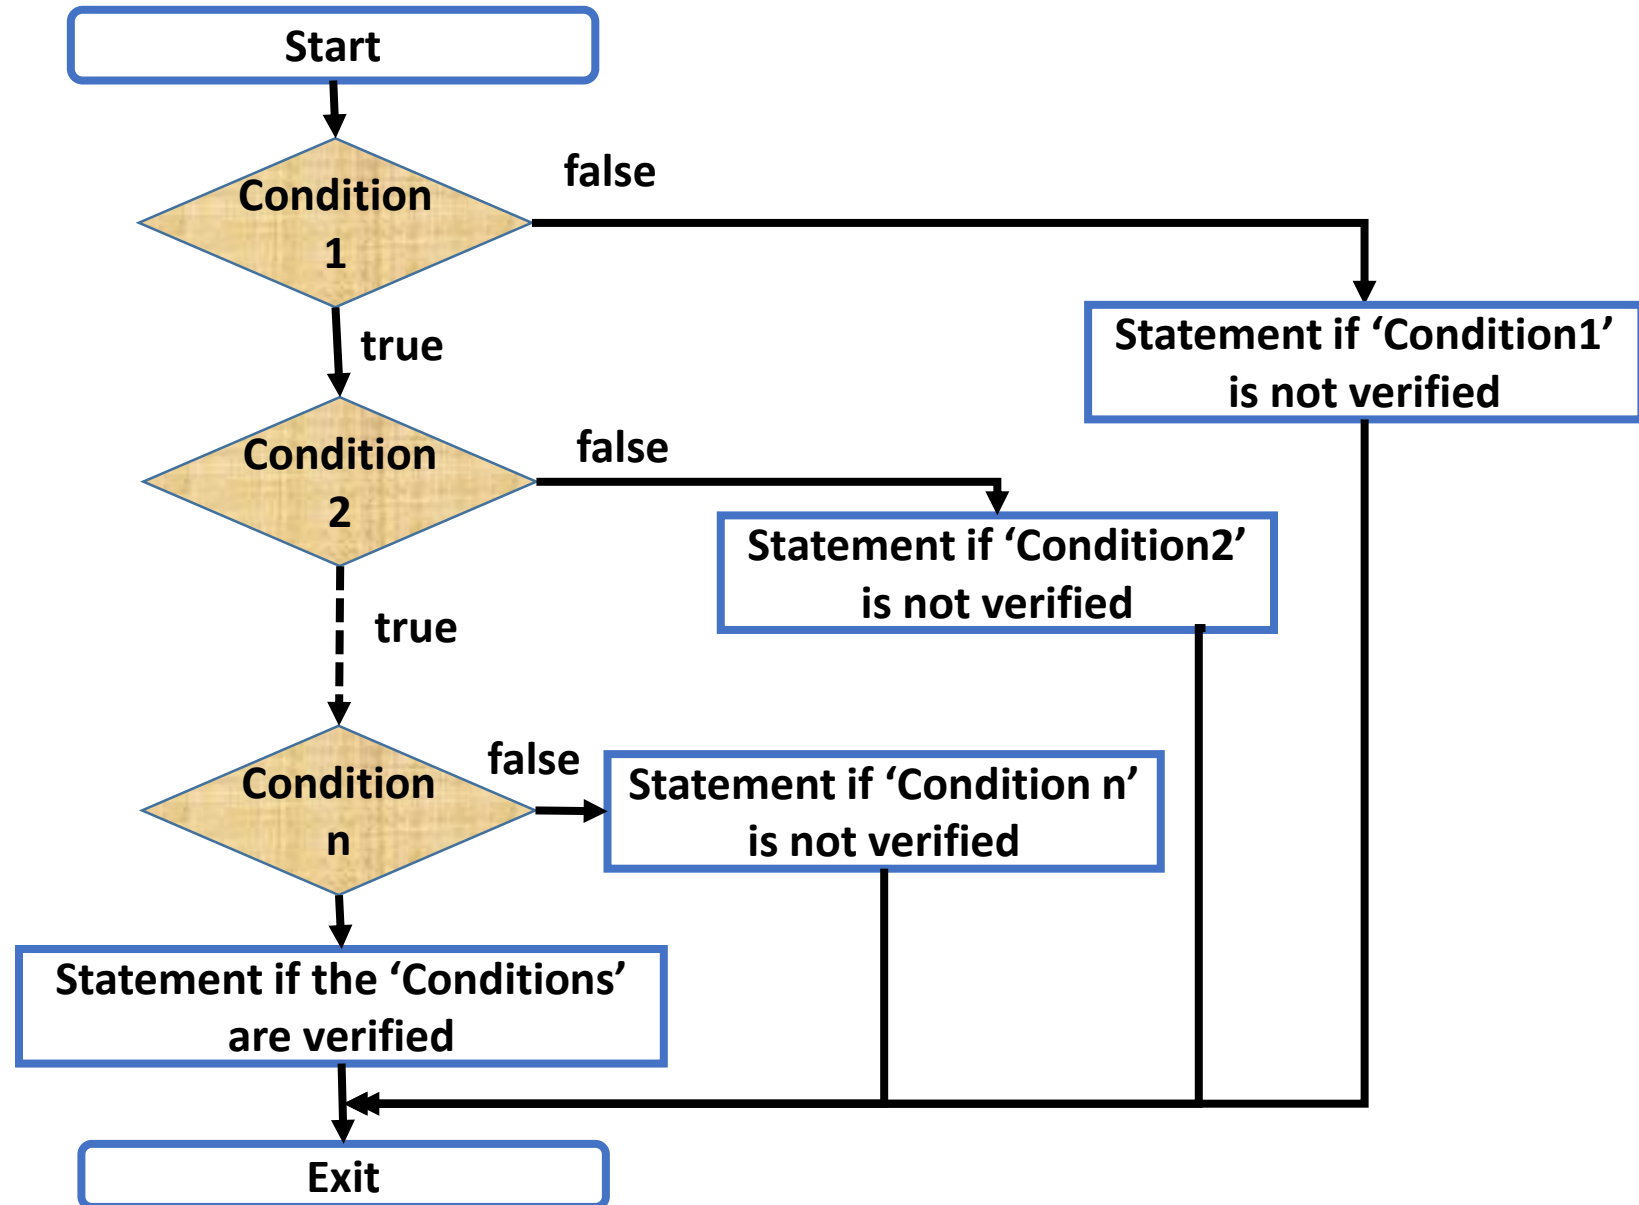 Start
Condition
1
false
true
Statement if ‘Condition1’
is not verified
Condition
2
false
Statement if ‘Condition2’
is not verified
true
Condition
n
false
Statement if ‘Condition n’
is not verified
Statement if the ‘Conditions’
are verified
Exit